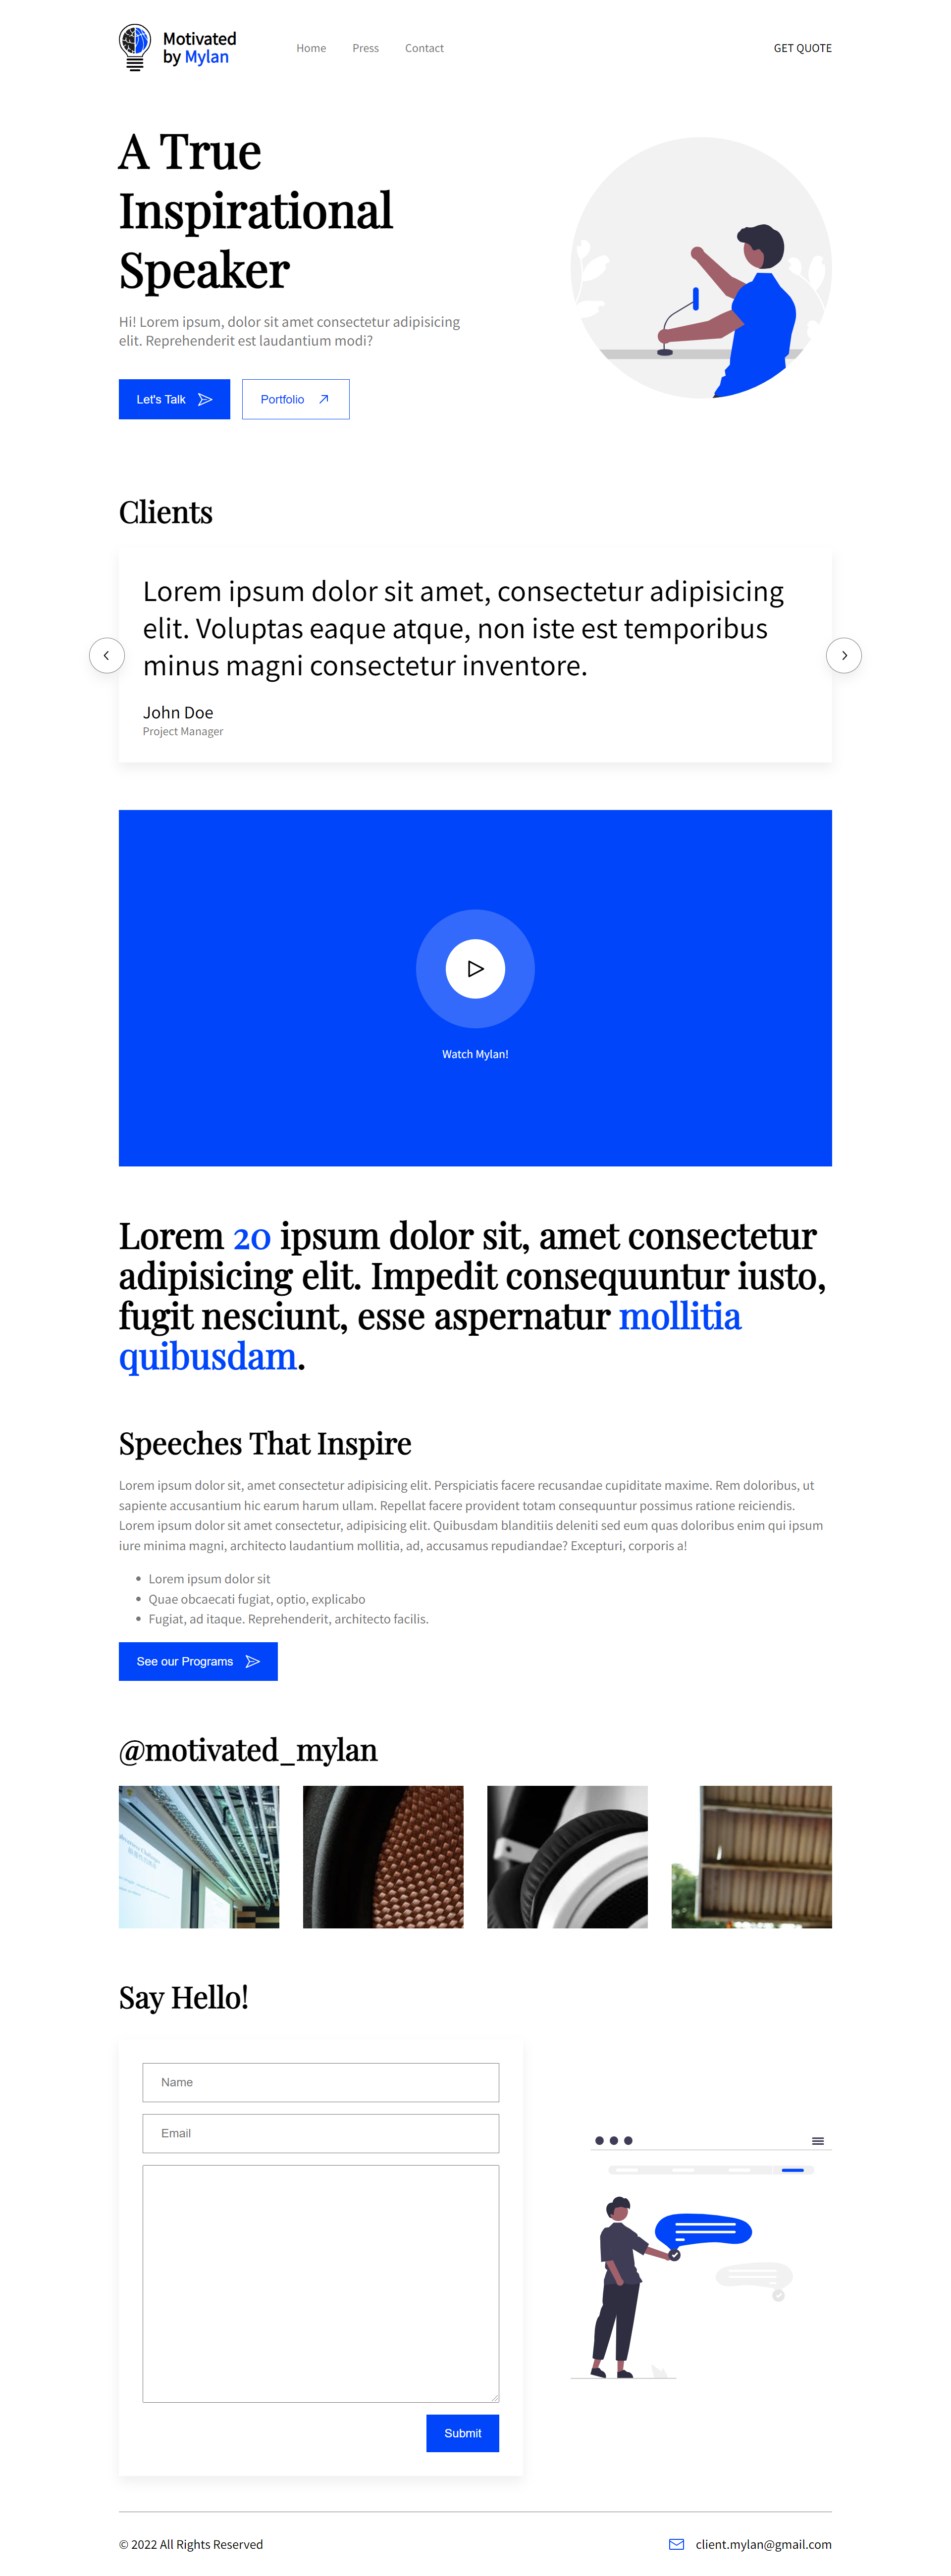 Motivated
by Mylan
Home
Press
Contact
GET QUOTE
A True
Inspirational
Speaker
Hi! Lorem ipsum, dolor sit amet consectetur adipisicing
elit. Reprehenderit est laudantium modi?
Let's Talk
Portfolio
Clients
Lorem ipsum dolor sit amet, consectetur adipisicing
elit. Voluptas eaque atque, non iste est temporibus
minus magni consectetur inventore.
John Doe
Project Manager
Watch Mylan!
Lorem 20 ipsum dolor sit, amet consectetur
adipisicing elit. Impedit consequuntur iusto,
fugit nesciunt, esse aspernatur mollitia
quibusdam.
Speeches That Inspire
Lorem ipsum dolor sit, amet consectetur adipisicing elit. Perspiciatis facere recusandae cupiditate maxime. Rem doloribus, ut
sapiente accusantium hic earum harum ullam. Repellat facere provident totam consequuntur possimus ratione reiciendis.
Lorem ipsum dolor sit amet consectetur, adipisicing elit. Quibusdam blanditiis deleniti sed eum quas doloribus enim qui ipsum
iure minima magni, architecto laudantium mollitia, ad, accusamus repudiandae? Excepturi, corporis a!
• Lorem ipsum dolor sit
• Quae obcaecati fugiat, optio, explicabo
• Fugiat, ad itaque. Reprehenderit, architecto facilis.
See our Programs
@motivated_mylan
Say Hello!
Name
Email
Submit
© 2022 All Rights Reserved
client.mylan@gmail.com